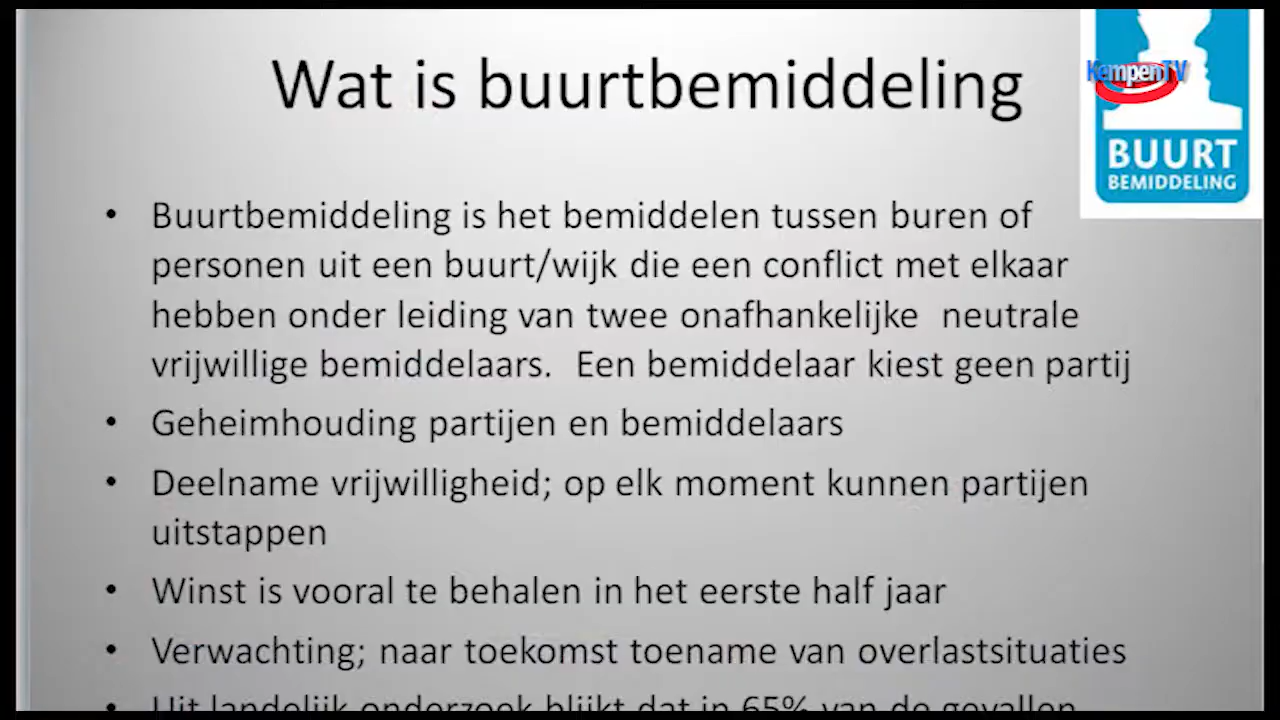 Wat is buurtbemiddeling
KempenTV
BUURT
BEMIDDELING
• Buurtbemiddeling is het bemiddelen tussen buren of
personen uit een buurt/wijk die een conflict met elkaar
hebben onder leiding van twee onafhankelijke  neutrale
vrijwillige bemiddelaars.  Een bemiddelaar kiest geen partij
• Geheimhouding partijen en bemiddelaars
• Deelname vrijwilligheid; op elk moment kunnen partijen
uitstappen
• Winst is vooral te behalen in het eerste half jaar
• Verwachting; naar toekomst toename van overlastsituaties
• Uit landelijk onderzoek blijkt dat in 65% van de gevallen